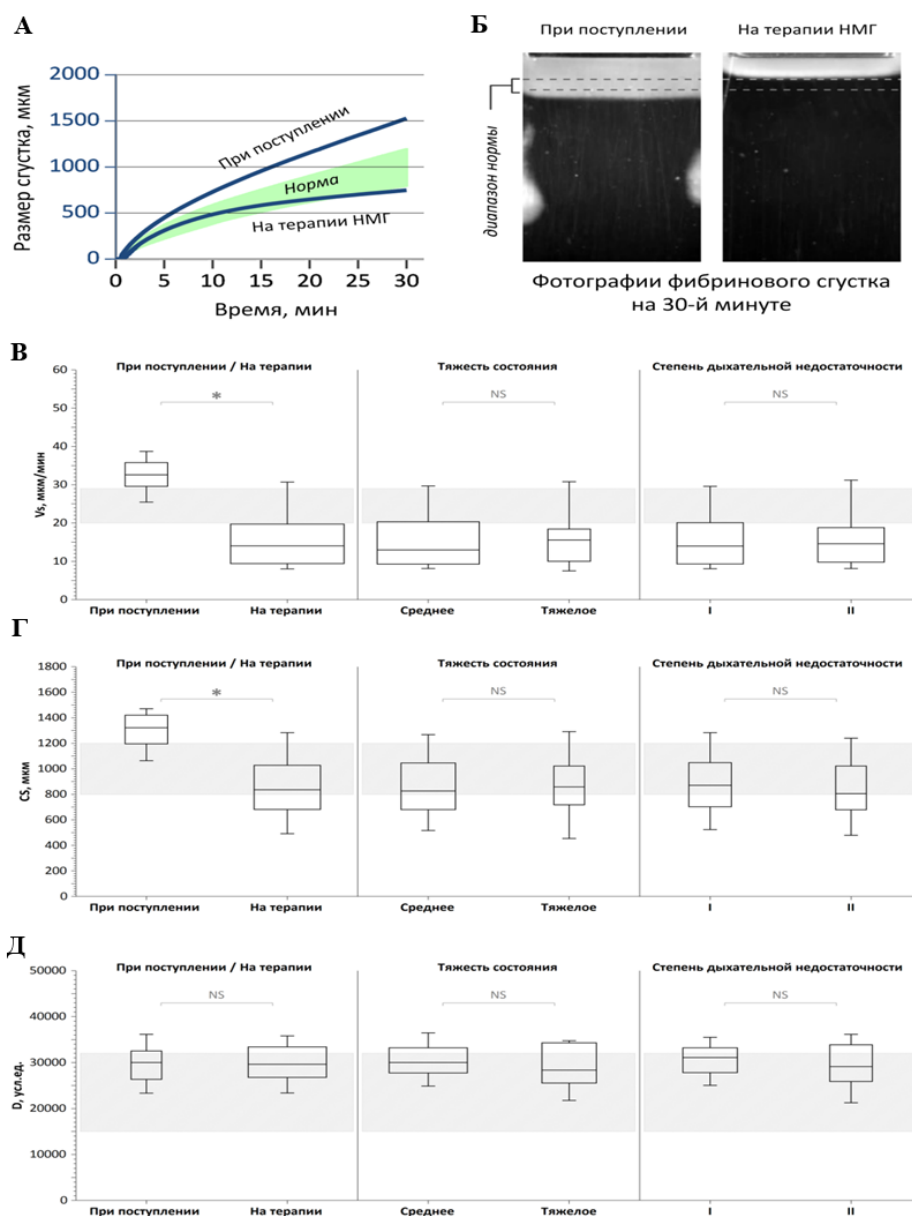 А
Размер сгустка, мкм
2000
1500
1000
500
0
При поступлении
Норма
На терапии НМГ
0 5 10 15 20 25 30
Время, мин
Б
При поступлении На терапии НМГ
диапазон нормы
Фотографии фибринового сгустка
на 30-й минуте
В
При поступлении / На терапии Тяжесть состояния Степень дыхательной недостаточности
Vs, мкм/мин
60
50
40
30
20
10
0
* NS NS
При поступлении На терапии Среднее Тяжелое I II
Г
При поступлении / На терапии Тяжесть состояния Степень дыхательной недостаточности
CS, мкм
1800
1600
1400
1200
1000
800
600
400
200
0
* NS NS
При поступлении На терапии Среднее Тяжелое I II
Д
При поступлении / На терапии Тяжесть состояния Степень дыхательной недостаточности
D, усл.ед.
50000
40000
30000
20000
10000
0
NS NS NS
При поступлении На терапии Среднее Тяжелое I II